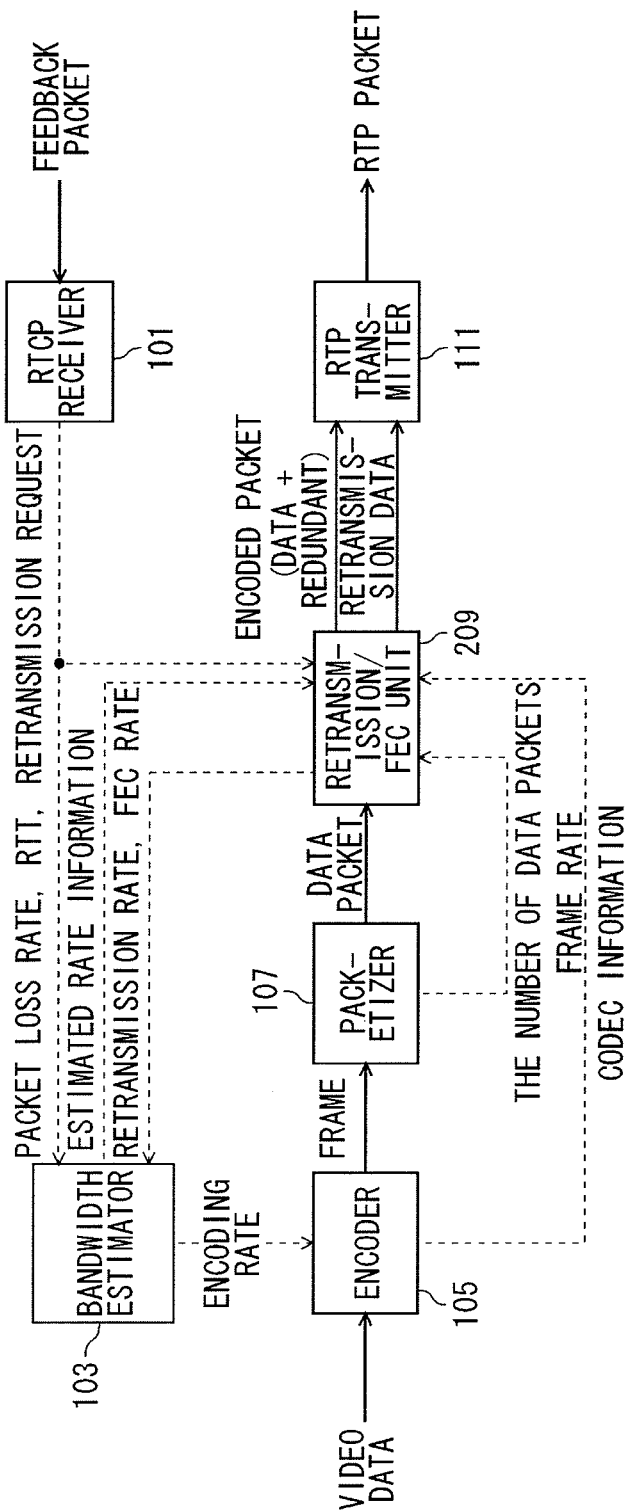 FEEDBACK
PACKET
RTCP
RECEIVER
101
PACKET LOSS RATE, RTT, RETRANSMISSION REQUEST
ESTIMATED RATE INFORMATION
RETRANSMISSION RATE, FEC RATE
BANDWIDTH
ESTIMATOR
103
ENCODING
RATE
VIDEO
DATA
ENCODER
105
FRAME
PACK-
ETIZER
107
DATA
PACKET
RETRANSM-
ISSION/
FEC UNIT
209
ENCODED PACKET
(DATA +
REDUNDANT)
RETRANSMIS-
SION DATA
RTP
TRANS-
MITTER
111
RTP PACKET
THE NUMBER OF DATA PACKETS
FRAME RATE
CODEC INFORMATION